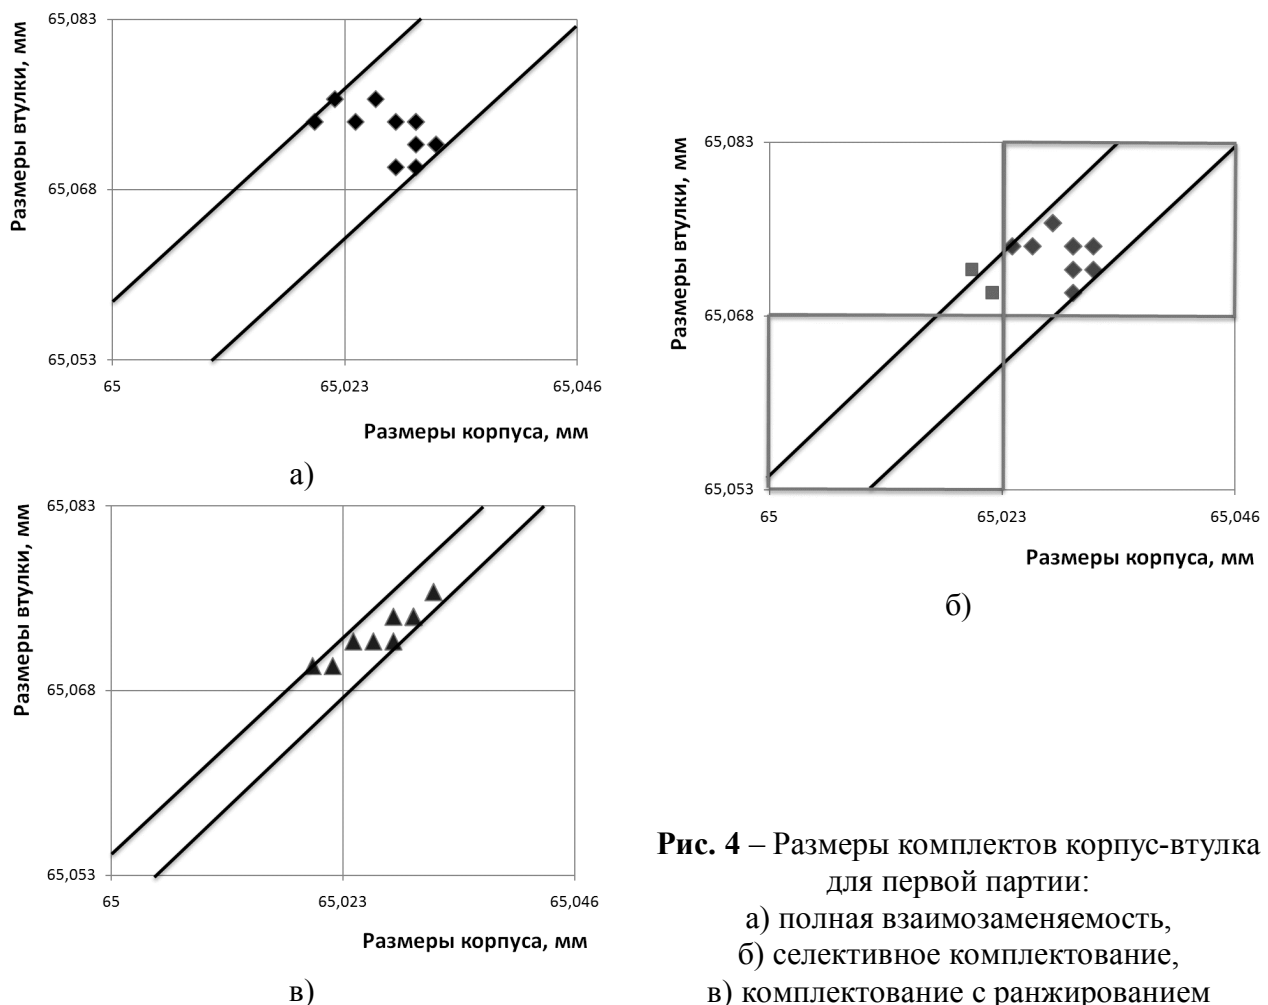 65,083
65,068
65,053
65
65,023
65,046
Размеры втулки, мм
Размеры корпуса, мм
а)
65,083
65,068
65,053
65
65,023
65,046
Размеры втулки, мм
Размеры корпуса, мм
б)
65,083
65,068
65,053
65
65,023
65,046
Размеры втулки, мм
Размеры корпуса, мм
в)
Рис. 4 – Размеры комплектов корпус-втулка
для первой партии:
а) полная взаимозаменяемость,
б) селективное комплектование,
в) комплектование с ранжированием